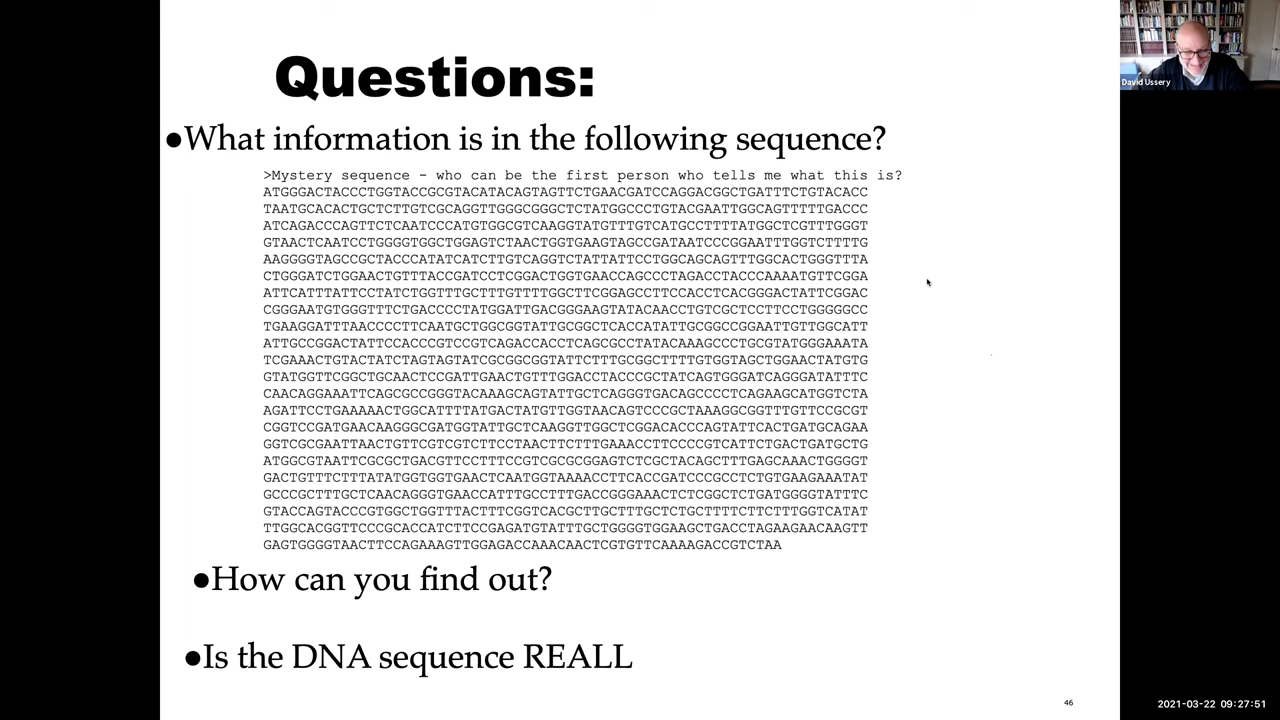 Questions:
David Ussery
●What information is in the following sequence?
>Mystery sequence - who can be the first person who tells me what this is?
ATGGGACTACCCTGGTACCGCGTACATACAGTAGTTCTGAACGATCCAGGACGGCTGATTTCTGTACACC
TAATGCACACTGCTCTTGTCGCAGGTTGGGCGGGCTCTATGGCCCTGTACGAATTGGCAGTTTTTGACCC
ATCAGACCCAGTTCTCAATCCCATGTGGCGTCAAGGTATGTTTGTCATGCCTTTTATGGCTCGTTTGGGT
GTAACTCAATCCTGGGGTGGCTGGAGTCTAACTGGTGAAGTAGCCGATAATCCCGGAATTTGGTCTTTTG
AAGGGGTAGCCGCTACCCATATCATCTTGTCAGGTCTATTATTCCTGGCAGCAGTTTGGCACTGGGTTTA
CTGGGATCTGGAACTGTTTACCGATCCTCGGACTGGTGAACCAGCCCTAGACCTACCCAAAATGTTCGGA
ATTCATTTATTCCTATCTGGTTTGCTTTGTTTTGGCTTCGGAGCCTTCCACCTCACGGGACTATTCGGAC
CGGGAATGTGGGTTTCTGACCCCTATGGATTGACGGGAAGTATACAACCTGTCGCTCCTTCCTGGGGGCC
TGAAGGATTTAACCCCTTCAATGCTGGCGGTATTGCGGCTCACCATATTGCGGCCGGAATTGTTGGCATT
ATTGCCGGACTATTCCACCCGTCCGTCAGACCACCTCAGCGCCTATACAAAGCCCTGCGTATGGGAAATA
TCGAAACTGTACTATCTAGTAGTATCGCGGCGGTATTCTTTGCGGCTTTTGTGGTAGCTGGAACTATGTG
GTATGGTTCGGCTGCAACTCCGATTGAACTGTTTGGACCTACCCGCTATCAGTGGGATCAGGGATATTTC
CAACAGGAAATTCAGCGCCGGGTACAAAGCAGTATTGCTCAGGGTGACAGCCCCTCAGAAGCATGGTCTA
AGATTCCTGAAAAACTGGCATTTTATGACTATGTTGGTAACAGTCCCGCTAAAGGCGGTTTGTTCCGCGT
CGGTCCGATGAACAAGGGCGATGGTATTGCTCAAGGTTGGCTCGGACACCCAGTATTCACTGATGCAGAA
GGTCGCGAATTAACTGTTCGTCGTCTTCCTAACTTCTTTGAAACCTTCCCCGTCATTCTGACTGATGCTG
ATGGCGTAATTCGCGCTGACGTTCCTTTCCGTCGCGCGGAGTCTCGCTACAGCTTTGAGCAAACTGGGGT
GACTGTTTCTTTATATGGTGGTGAACTCAATGGTAAAACCTTCACCGATCCCGCCTCTGTGAAGAAATAT
GCCCGCTTTGCTCAACAGGGTGAACCATTTGCCTTTGACCGGGAAACTCTCGGCTCTGATGGGGTATTTC
GTACCAGTACCCGTGGCTGGTTTACTTTCGGTCACGCTTGCTTTGCTCTGCTTTTCTTCTTTGGTCATAT
TTGGCACGGTTCCCGCACCATCTTCCGAGATGTATTTGCTGGGGTGGAAGCTGACCTAGAAGAACAAGTT
GAGTGGGGTAACTTCCAGAAAGTTGGAGACCAAACAACTCGTGTTCAAAAGACCGTCTAA
●How can you find out?
●Is the DNA sequence REALL
46
2021-03-22 09:27:51